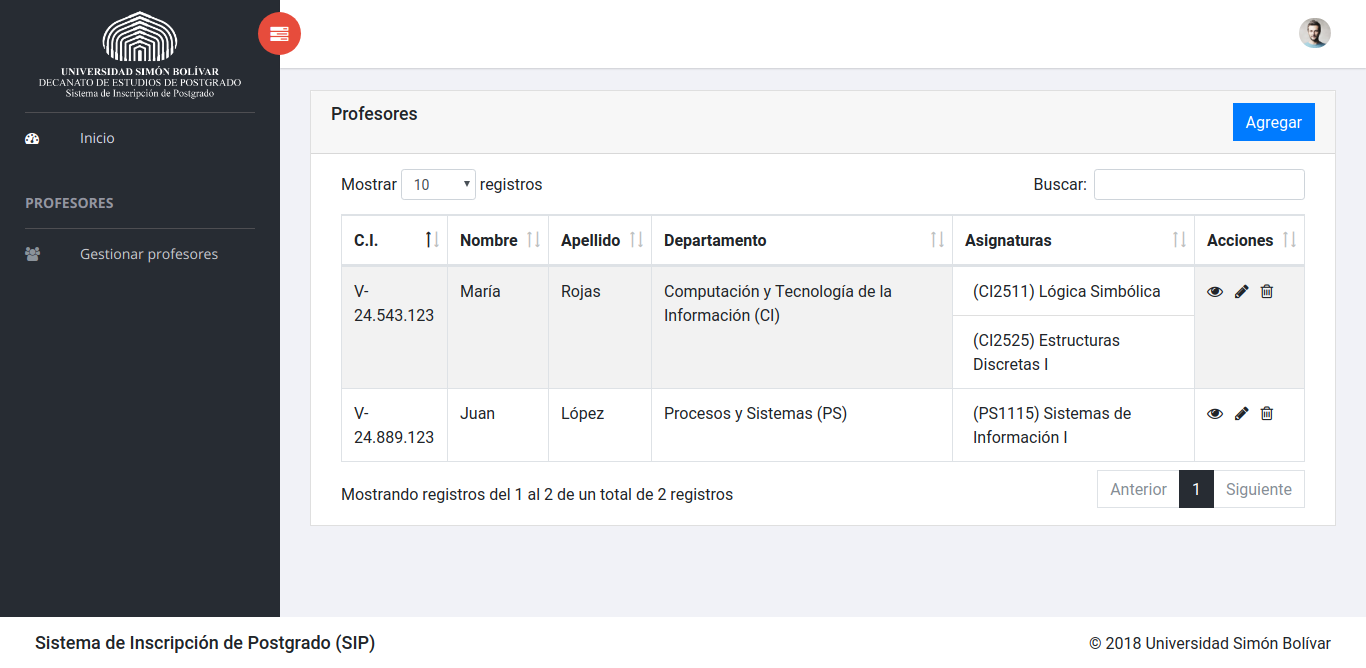 UNIVERSIDAD SIMÓN BOLÍVAR
DECANATO DE ESTUDIOS DE POSTGRADO
Sistema de Inscripción de Postgrado
Inicio
PROFESORES
Gestionar profesores
Profesores
Agregar
Mostrar 10 registros
Buscar:
C.I. Nombre Apellido Departamento Asignaturas Acciones
V-
24.543.123
María
Rojas
Computación y Tecnología de la
Información (CI)
(CI2511) Lógica Simbólica
(CI2525) Estructuras
Discretas I
V-
24.889.123
Juan
López
Procesos y Sistemas (PS)
(PS1115) Sistemas de
Información I
Mostrando registros del 1 al 2 de un total de 2 registros
Anterior 1 Siguiente
Sistema de Inscripción de Postgrado (SIP)
© 2018 Universidad Simón Bolívar